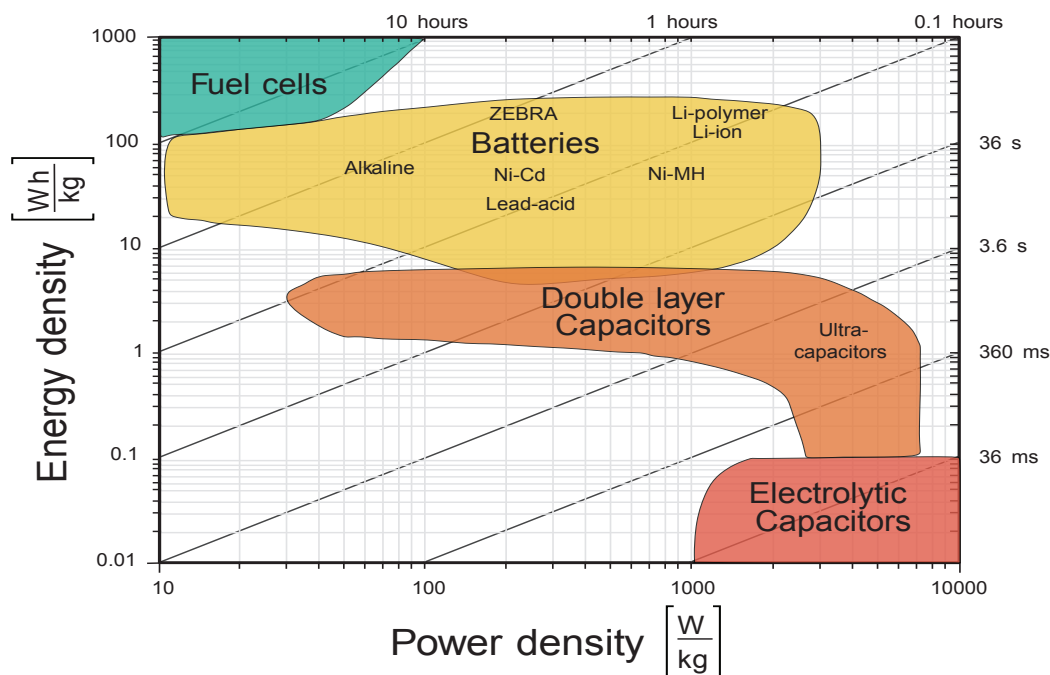 10 hours
1 hours
0.1 hours
1000
100
10
1
0.1
0.01
Energy density [Wh/kg]
Fuel cells
ZEBRA
Li-polymer
Li-ion
Batteries
Alkaline
Ni-Cd
Ni-MH
Lead-acid
Double layer
Capacitors
Ultra-
capacitors
Electrolytic
Capacitors
36 s
3.6 s
360 ms
36 ms
10
100
1000
10000
Power density [W/kg]